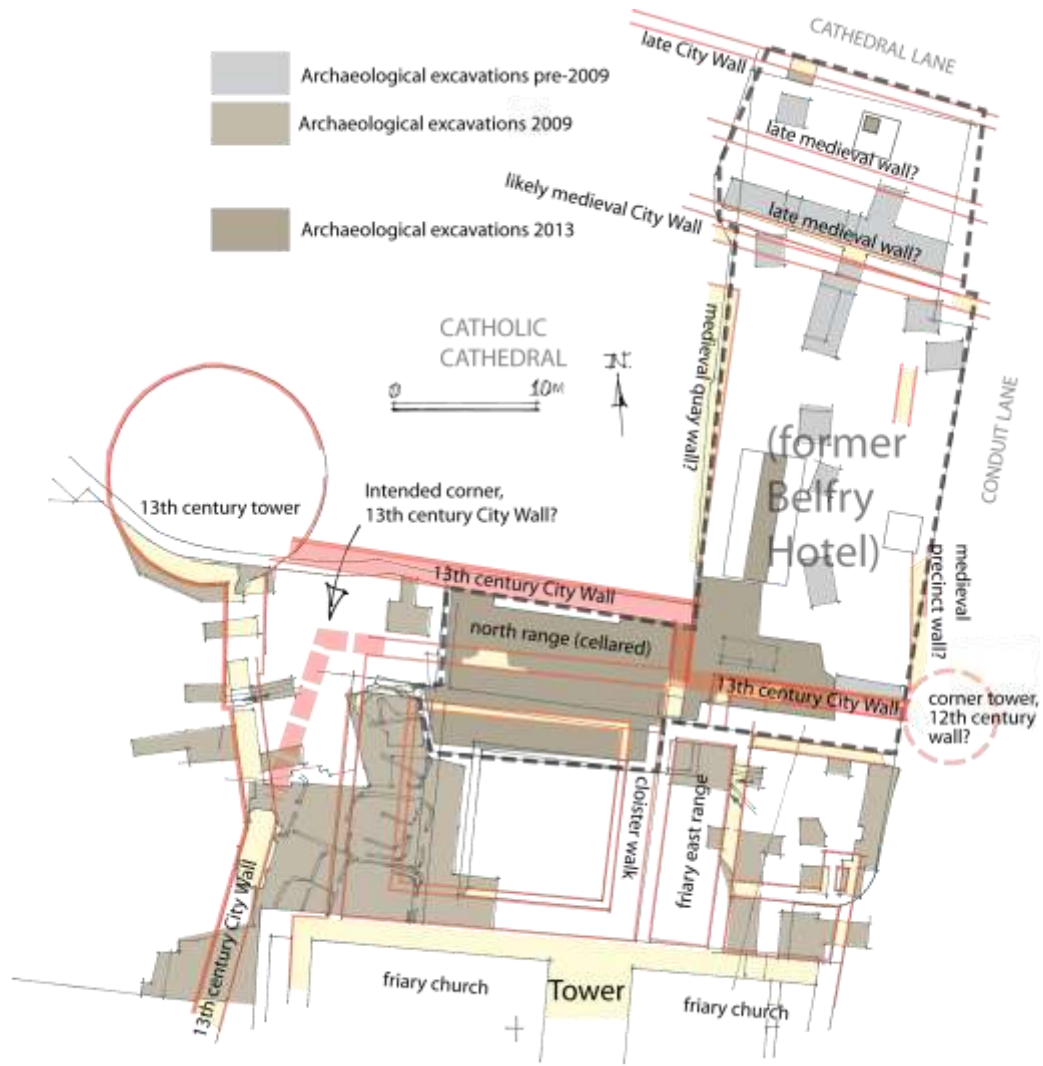 CATHEDRAL LANE
late City Wall
Archaeological excavations pre-2009
Archaeological excavations 2009
late medieval wall?
likely medieval City Wall
late medieval wall?
Archaeological excavations 2013
CATHOLIC
CATHEDRAL
N.
0 10M
medieval quay wall?
CONDUIT LANE
(former
Belfry
Hotel)
13th century tower
Intended corner,
13th century City Wall?
13th century City Wall
medieval
precinct wall?
north range (cellared)
13th century City Wall
corner tower,
12th century
wall?
cloister walk
friary east range
13th century City Wall
friary church
Tower
friary church